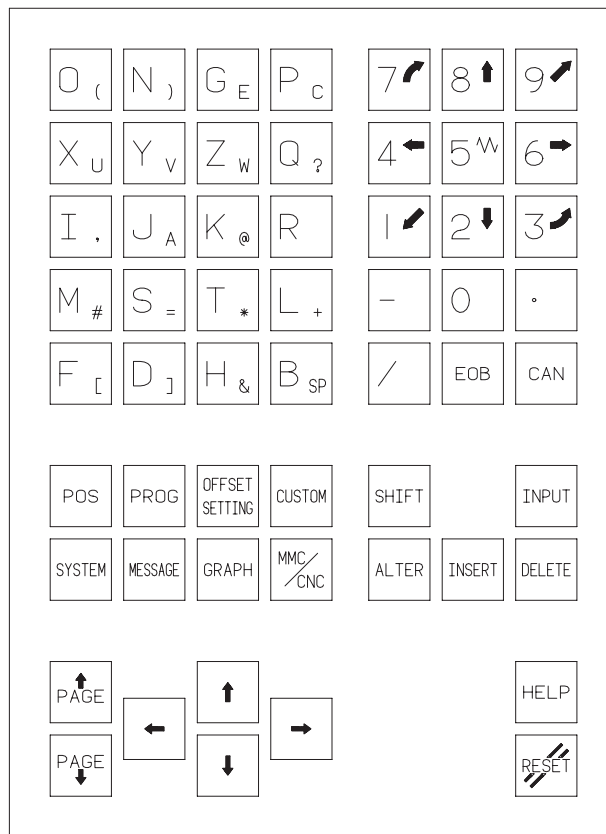 O ( N ) G E P C 7 8 9
X U Y V Z W Q ? 4 5 6
I , J A K @ R 1 2 3
M # S = T * L + - 0 .
F [ D ] H & B SP / EOB CAN
POS PROG OFFSET SETTING CUSTOM SHIFT INPUT
SYSTEM MESSAGE GRAPH MMC/CNC ALTER INSERT DELETE
PAGE HELP
PAGE RESET